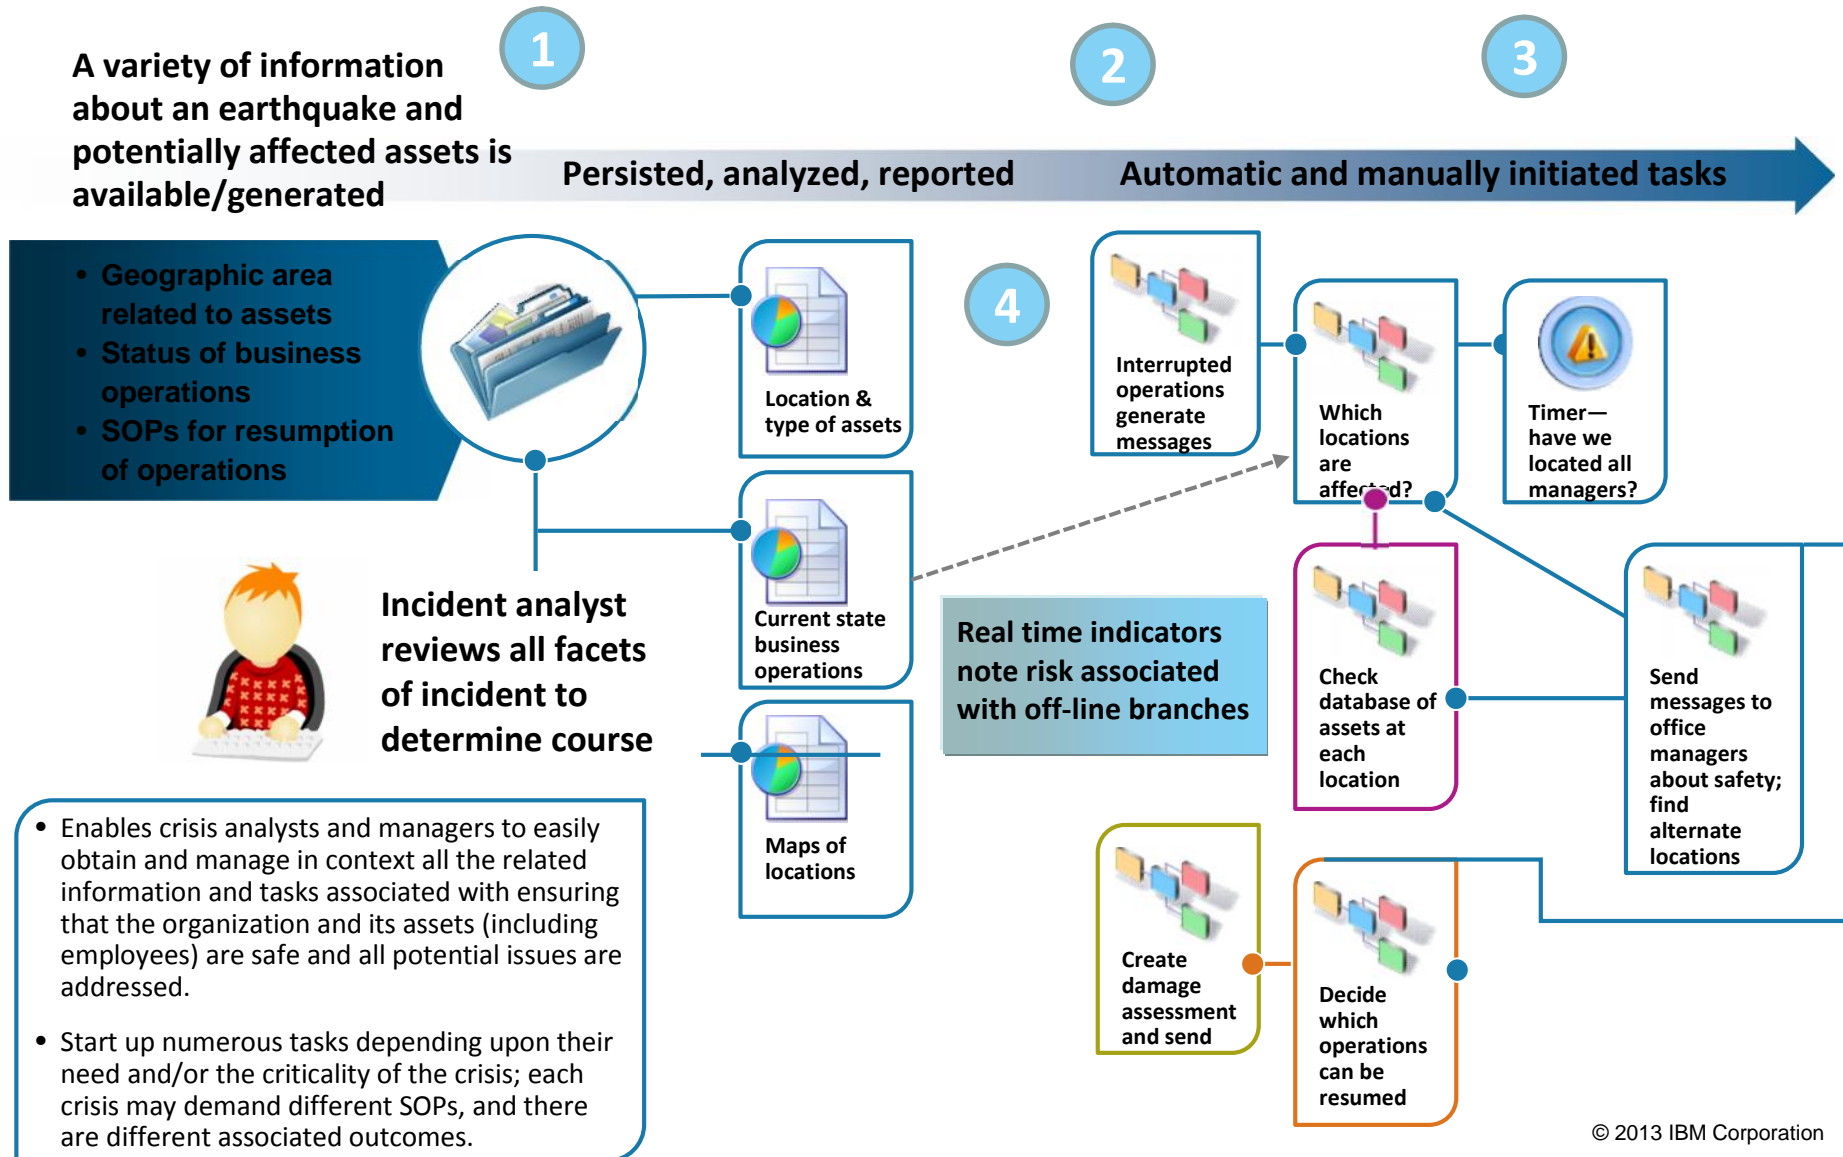 1
2
3
A variety of information
about an earthquake and
potentially affected assets is
available/generated
Persisted, analyzed, reported
Automatic and manually initiated tasks
• Geographic area
related to assets
• Status of business
operations
• SOPs for resumption
of operations
Location &
type of assets
4
Interrupted
operations
generate
messages
Which
locations
are
affected?
Timer—
have we
located all
managers?
Incident analyst
reviews all facets
of incident to
determine course
Current state
business
operations
Real time indicators
note risk associated
with off-line branches
Check
database of
assets at
each
location
Send
messages to
office
managers
about safety;
find
alternate
locations
Maps of
locations
• Enables crisis analysts and managers to easily
obtain and manage in context all the related
information and tasks associated with ensuring
that the organization and its assets (including
employees) are safe and all potential issues are
addressed.
• Start up numerous tasks depending upon their
need and/or the criticality of the crisis; each
crisis may demand different SOPs, and there
are different associated outcomes.
Create
damage
assessment
and send
Decide
which
operations
can be
resumed
© 2013 IBM Corporation